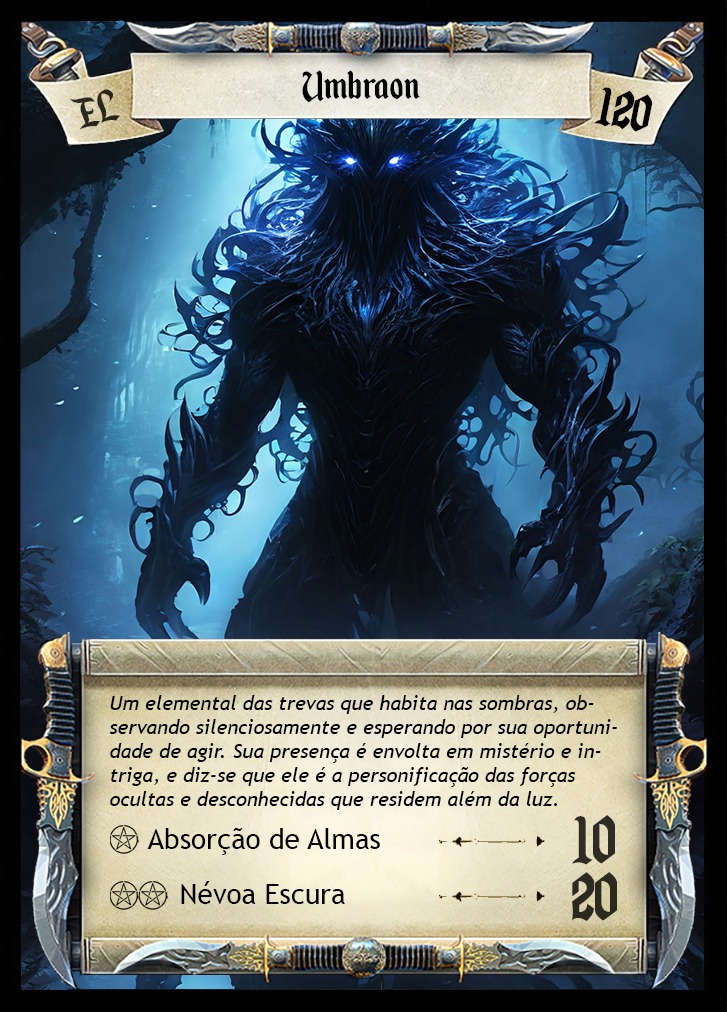 EL
Umbraon
120
Um elemental das trevas que habita nas sombras, ob-
servando silenciosamente e esperando por sua oportuni-
dade de agir. Sua presença é envolta em mistério e in-
triga, e diz-se que ele é a personificação das forças
ocultas e desconhecidas que residem além da luz.
Absorção de Almas 10
Névoa Escura 20